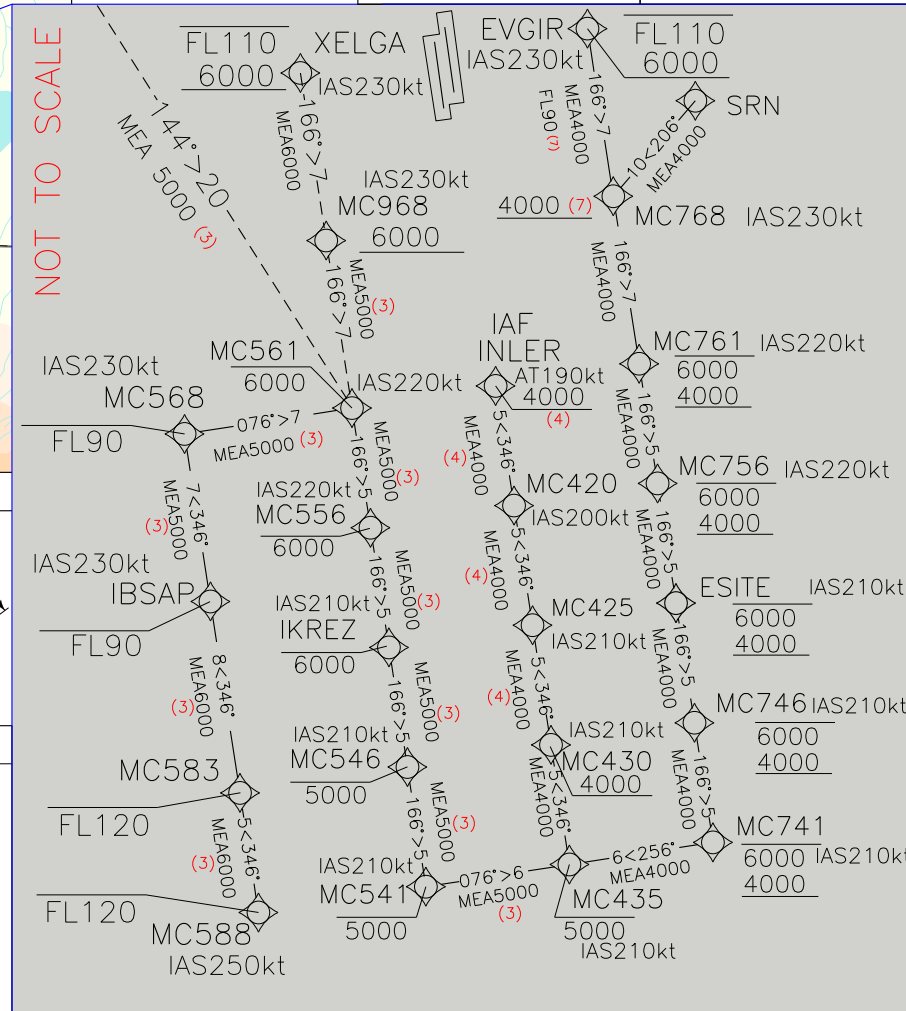 NOT TO SCALE
144°>20
MEA 5000 (3)
FL110
6000
XELGA
IAS230kt
166°>7
MEA6000
IAS230kt
MC968
6000
166°>7
MEA5000
(3)
EVGIR
IAS230kt
FL110
6000
166°>7
MEA4000
FL90(7)
SRN
10<206°
MEA4000
4000 (7)
MC768 IAS230kt
166°>7
MEA4000
MC561
6000
IAS220kt
IAS230kt
MC568
FL90
076°>7
MEA5000 (3)
IAF
INLER
AT190kt
4000
(4)
MC761 IAS220kt
6000
4000
7<346°
MEA5000
(3)
166°>5
MEA5000
(3)
5<346°
MEA4000
(4)
166°>5
MEA4000
IAS220kt
MC556
6000
MC420
IAS200kt
MC756 IAS220kt
6000
4000
IAS230kt
IBSAP
FL90
166°>5
MEA5000
(3)
5<346°
MEA4000
(4)
166°>5
MEA4000
IAS210kt
IKREZ
6000
MC425
IAS210kt
ESITE IAS210kt
6000
4000
8<346°
MEA6000
(3)
166°>5
MEA5000
(3)
5<346°
MEA4000
(4)
166°>5
MEA4000
MC583
FL120
IAS210kt
MC546
5000
IAS210kt
MC430
4000
MC746 IAS210kt
6000
4000
5<346°
MEA6000
(3)
166°>5
MEA5000
(3)
5<346°
MEA4000
166°>5
MEA4000
FL120
MC588
IAS250kt
IAS210kt
MC541
5000
076°>6
MEA5000
(3)
MC435
5000
IAS210kt
6<256°
MEA4000
MC741
6000 IAS210kt
4000